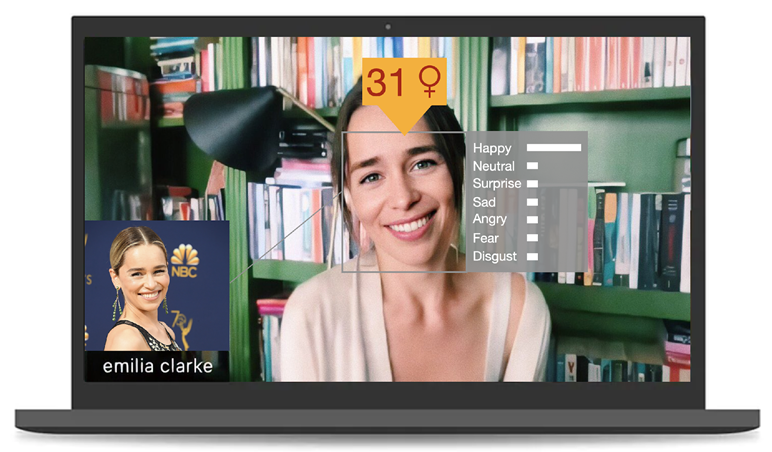 31 ♀
Happy
Neutral
Surprise
Sad
Angry
Fear
Disgust
NBC
emilia clarke